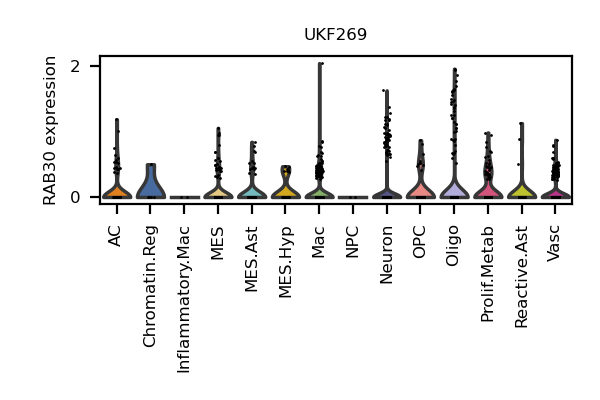 UKF269
RAB30 expression
2
0
AC
Chromatin.Reg
Inflammatory.Mac
MES
MES.Ast
MES.Hyp
Mac
NPC
Neuron
OPC
Oligo
Prolif.Metab
Reactive.Ast
Vasc